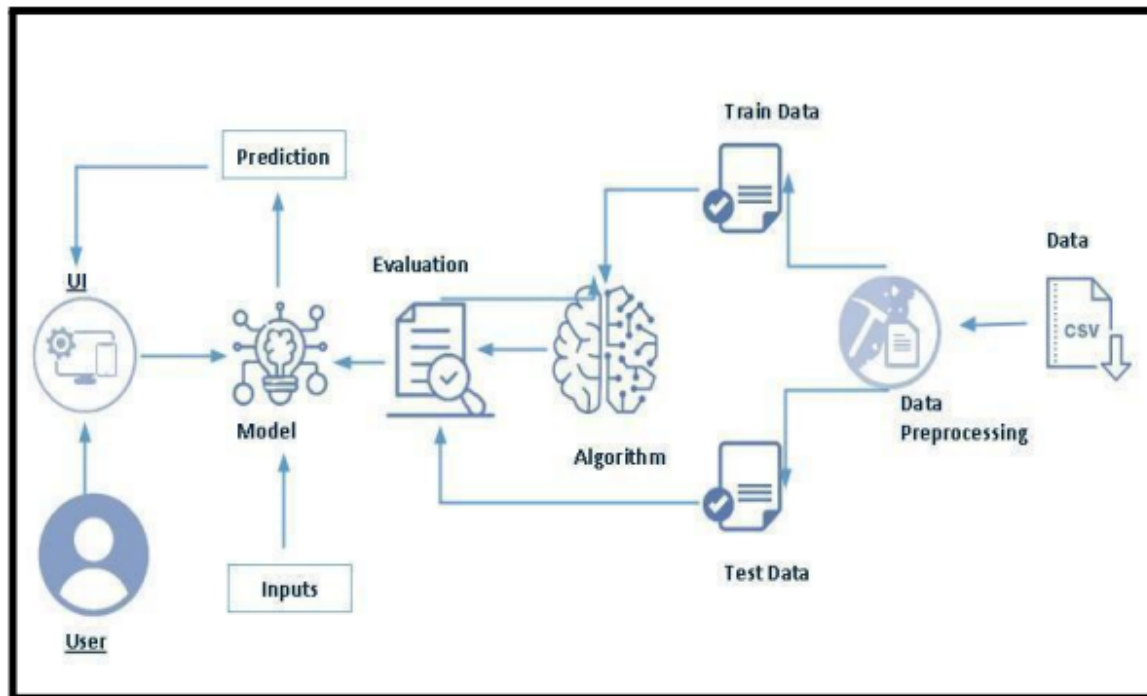 Train Data
Prediction
Data
Evaluation
UI
CSV
Model
Data
Preprocessing
Algorithm
Inputs
Test Data
User